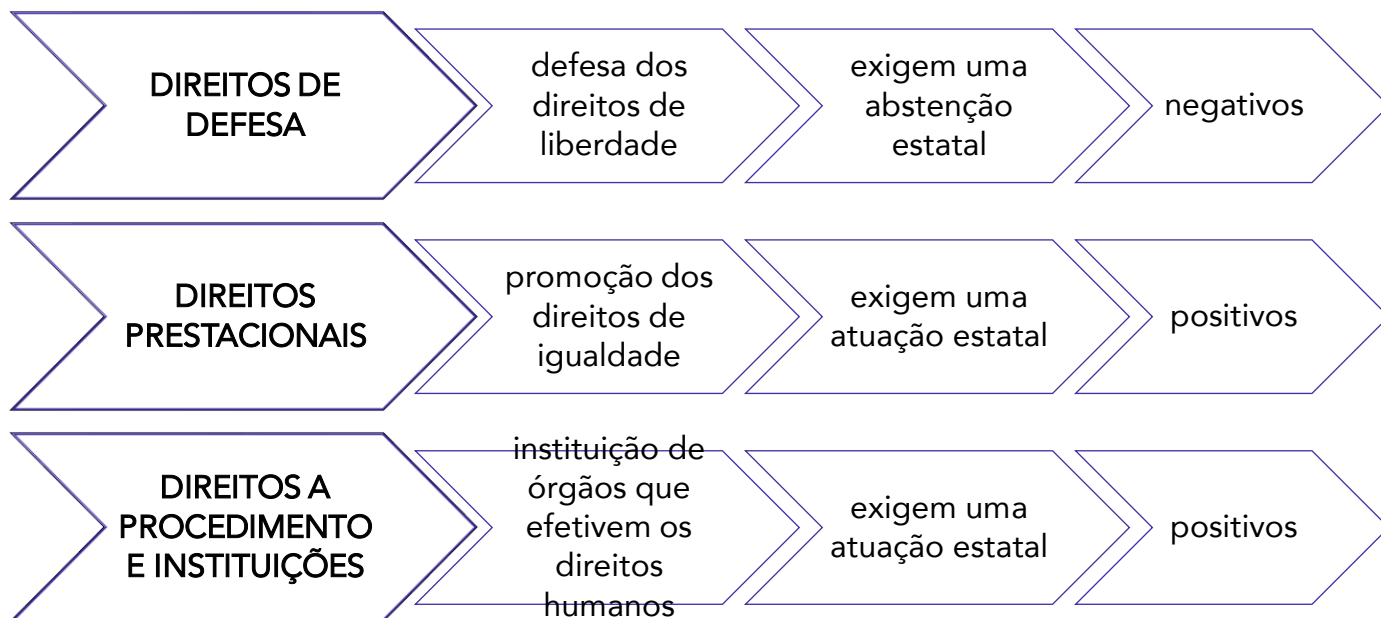 DIREITOS DE
DEFESA
defesa dos
direitos de
liberdade
exigem uma
abstenção
estatal
negativos
DIREITOS
PRESTACIONAIS
promoção dos
direitos de
igualdade
exigem uma
atuação estatal
positivos
DIREITOS A
PROCEDIMENTO
E INSTITUIÇÕES
instituição de
órgãos que
efetivem os
direitos
humanos
exigem uma
atuação estatal
positivos